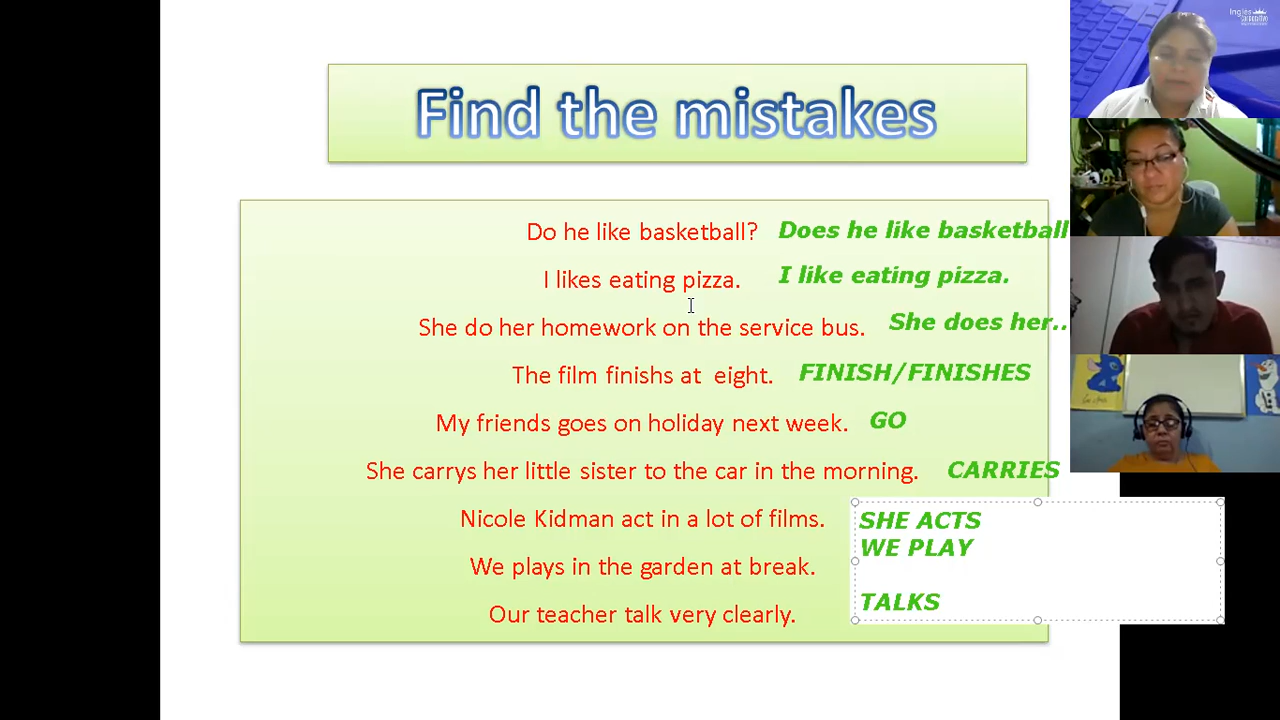 Ingles
Find the mistakes
Do he like basketball? Does he like basketball
I likes eating pizza. I like eating pizza.
She do her homework on the service bus. She does her..
The film finishs at eight. FINISH/FINISHES
My friends goes on holiday next week. GO
She carrys her little sister to the car in the morning. CARRIES
Nicole Kidman act in a lot of films. SHE ACTS
WE PLAY
We plays in the garden at break.
TALKS
Our teacher talk very clearly.